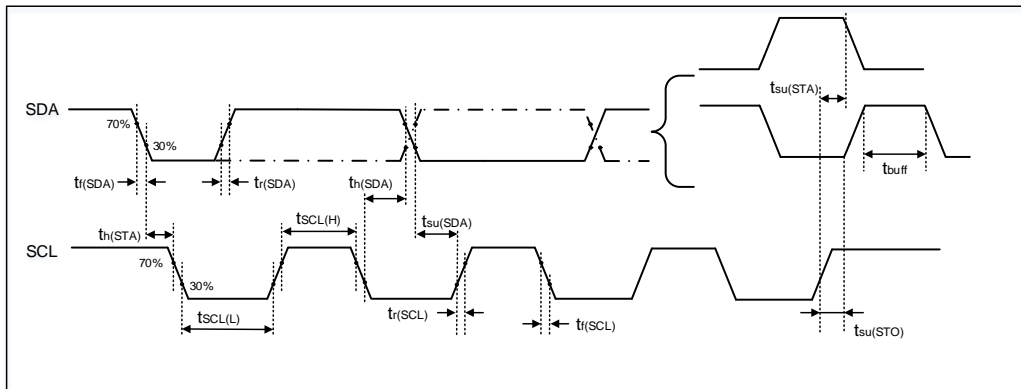 tsu(STA)
SDA
70%
30%
tbuff
tf(SDA)
tr(SDA)
th(SDA)
tSCL(H)
tsu(SDA)
th(STA)
SCL
70%
30%
tr(SCL)
tSCL(L)
tf(SCL)
tsu(STO)